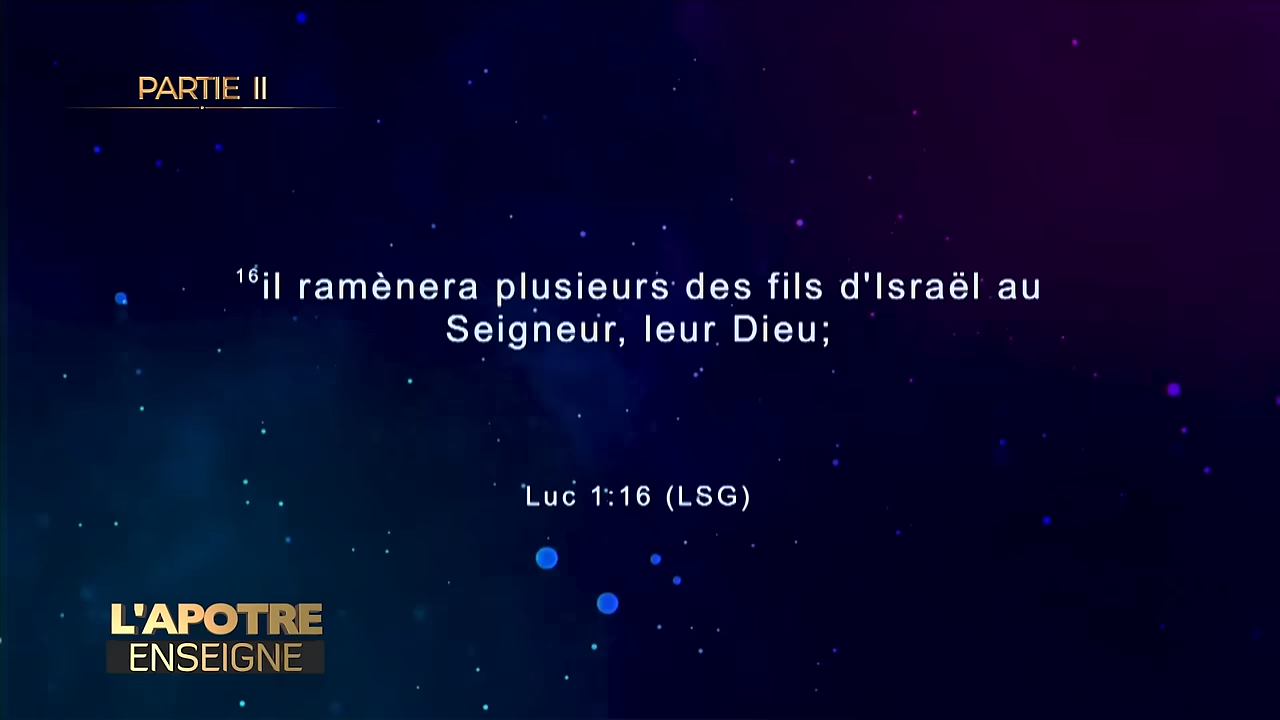 PARTIE II
¹⁶il ramènera plusieurs des fils d'Israël au
Seigneur, leur Dieu;
Luc 1:16 (LSG)
L'APOTRE
ENSEIGNE